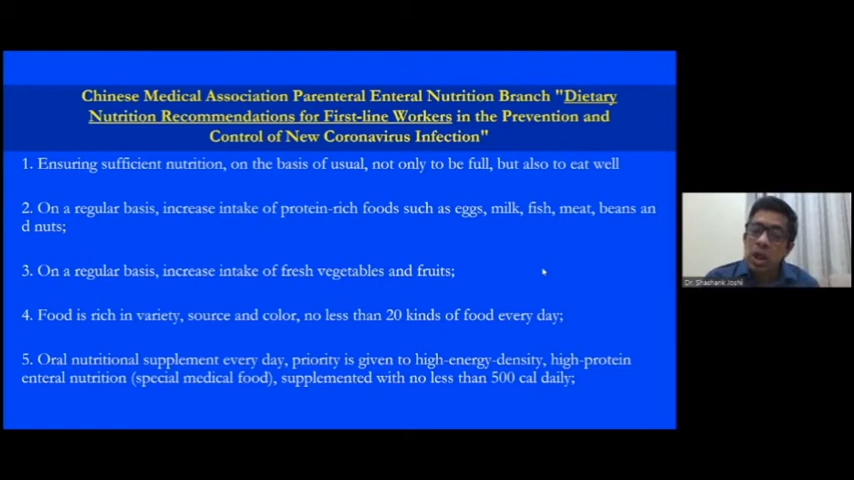 Chinese Medical Association Parenteral Enteral Nutrition Branch "Dietary
Nutrition Recommendations for First-line Workers in the Prevention and
Control of New Coronavirus Infection"
1. Ensuring sufficient nutrition, on the basis of usual, not only to be full, but also to eat well
2. On a regular basis, increase intake of protein-rich foods such as eggs, milk, fish, meat, beans an
d nuts;
3. On a regular basis, increase intake of fresh vegetables and fruits;
4. Food is rich in variety, source and color, no less than 20 kinds of food every day;
5. Oral nutritional supplement every day, priority is given to high-energy-density, high-protein
enteral nutrition (special medical food), supplemented with no less than 500 cal daily;
Dr. Shashank Joshi